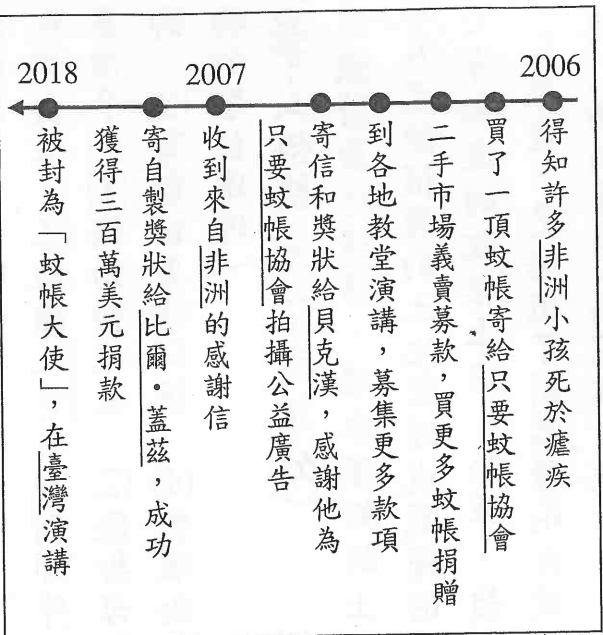 2006
得知許多非洲小孩死於瘧疾
買了一頂蚊帳寄給只要蚊帳協會
二手市場義賣募款，買更多蚊帳捐贈
到各地教堂演講，募集更多款項
寄信和獎狀給貝克漢，感謝他為
只要蚊帳協會拍攝公益廣告
2007
收到來自非洲的感謝信
寄自製獎狀給比爾・蓋茲，成功
獲得三百萬美元捐款
2018
被封為「蚊帳大使」，在臺灣演講